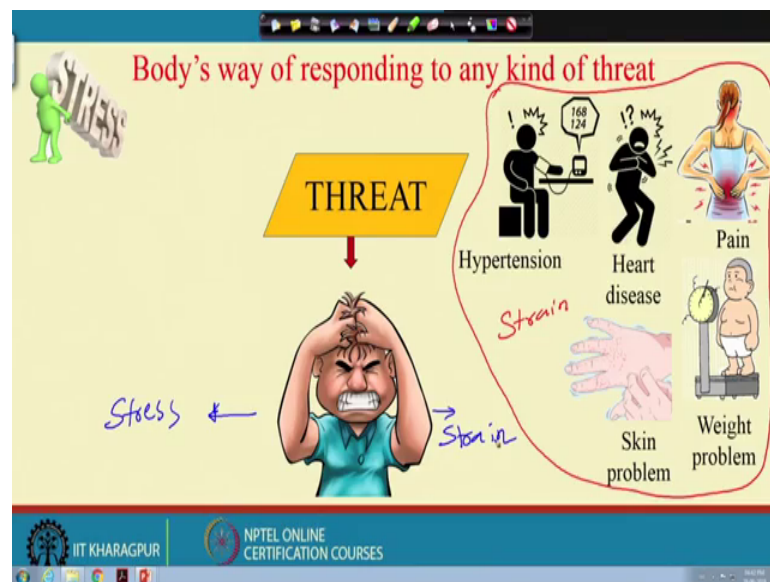 STRESS
Body's way of responding to any kind of threat
THREAT
! 168
124
!?
Hypertension
Heart
disease
Pain
Strain
Skin
problem
Weight
problem
Stress
Strain
IIT KHARAGPUR
NPTEL ONLINE
CERTIFICATION COURSES